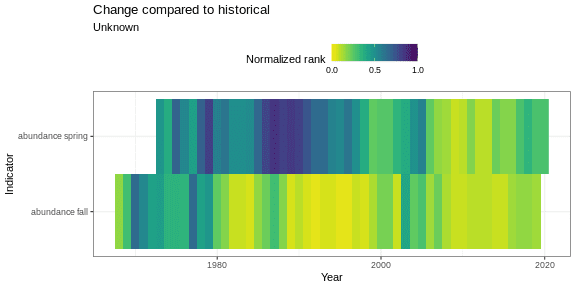 Change compared to historical
Unknown
Normalized rank
0.0 0.5 1.0
abundance spring
abundance fall
Indicator
1980 2000 2020
Year